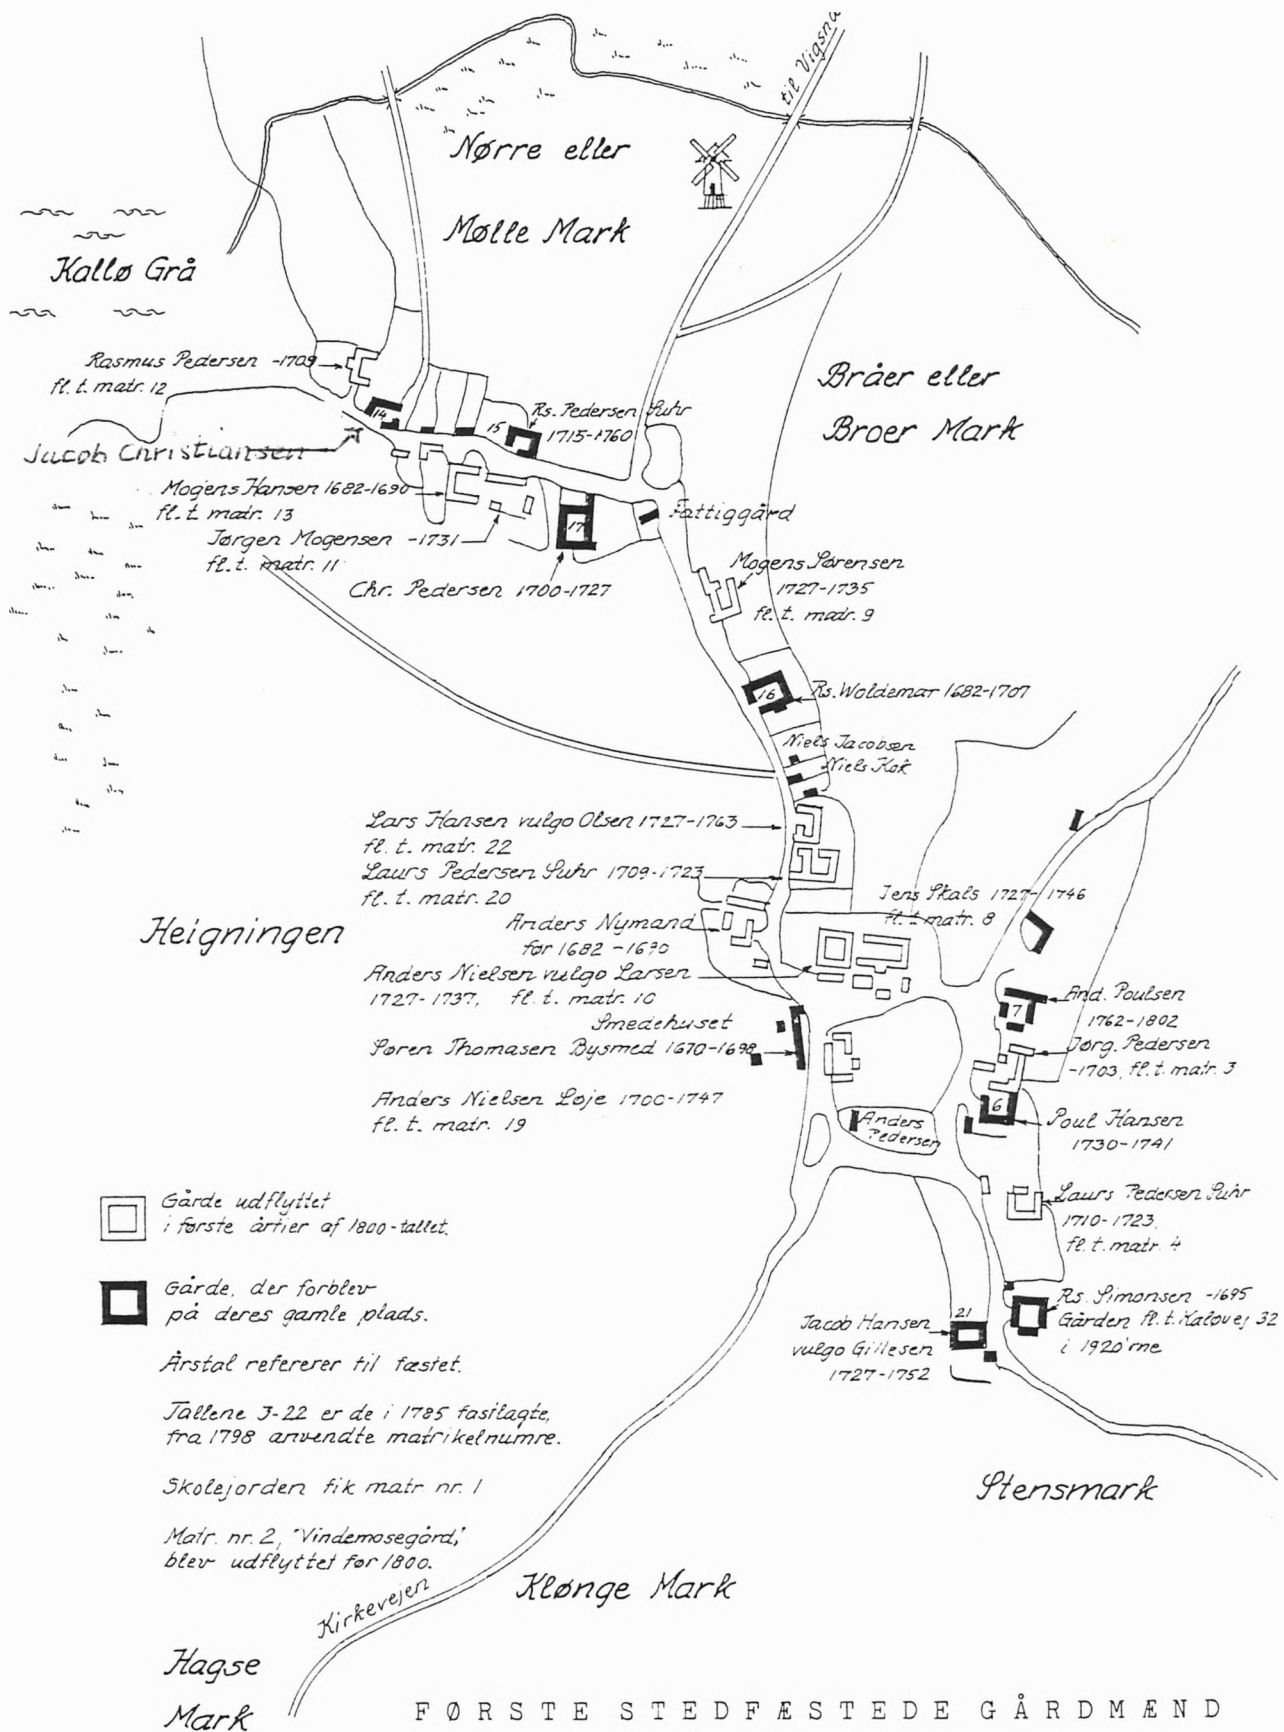 til Vigsnæ
Nørre eller
Mølle Mark
Kallø Grå
Rasmus Pedersen -1709
fl. t. matr. 12
Bråer eller
Broer Mark
14
15
Rs. Pedersen Suhr
1715-1760
Jacob Christiansen
Mogens Hansen 1682-1690
fl. t. matr. 13
Jørgen Mogensen -1731
fl. t. matr. 11
17
Fattiggård
Chr. Pedersen 1700-1727
Mogens Sørensen
1727-1735
fl. t. matr. 9
16
Rs. Woldemar 1682-1707
Niels Jacobsen
Niels Kok
Lars Hansen vulgo Olsen 1727-1763
fl. t. matr. 22
Laurs Pedersen Suhr 1709-1723
fl. t. matr. 20
Jens Skals 1727-1746
fl. t. matr. 8
Heigningen
Anders Nymand
før 1682 - 1690
Anders Nielsen vulgo Larsen
1727-1737, fl. t. matr. 10
Smedehuset
Søren Thomasen Bysmed 1670-1698
7
And. Poulsen
1762-1802
Jørg. Pedersen
-1703, fl. t. matr. 3
Anders Nielsen Løje 1700-1747
fl. t. matr. 19
Anders
Pedersen
6
Poul Hansen
1730-1741
Laurs Pedersen Suhr
1710-1723,
fl. t. matr. 4
Gårde udflyttet
i første årtier af 1800-tallet.
Gårde, der forblev
på deres gamle plads.
21
Jacob Hansen
vulgo Gillesen
1727-1752
Rs. Simonsen -1695
Gården fl. t. Kaløvej 32
i 1920'rne
Årstal refererer til fæstet.
Tallene 3-22 er de i 1785 fastlagte,
fra 1798 anvendte matrikelnumre.
Skolejorden fik matr nr. 1
Matr. nr. 2, "Vindemosegård,"
blev udflyttet før 1800.
Stensmark
Klønge Mark
Kirkevejen
Hagse
Mark
FØRSTE STEDFÆSTEDE GÅRDMÆND